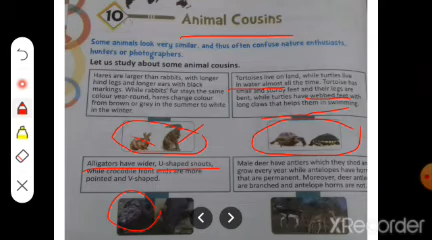 10
Animal Cousins
Some animals look very similar, and thus often confuse nature enthusiasts,
hunters or photographers.
Let us study about some animal cousins.
Hares are larger than rabbits, with longer
hind legs and longer ears with black
markings. While rabbits' fur stays the same
colour year-round, hares change colour
from brown or grey in the summer to white
in the winter.
Tortoises live on land, while turtles live
in water almost all the time. Tortoise has
small and sturdy feet and their legs are
bent, while turtles have webbed feet with
long claws that helps them in swimming.
Alligators have wider, U-shaped snouts,
while crocodile front ends are more
pointed and V-shaped.
Male deer have antlers which they shed
grow every year while antelopes have
that are permanent. Moreover, deer
are branched and antelope horns are not
XRecorder